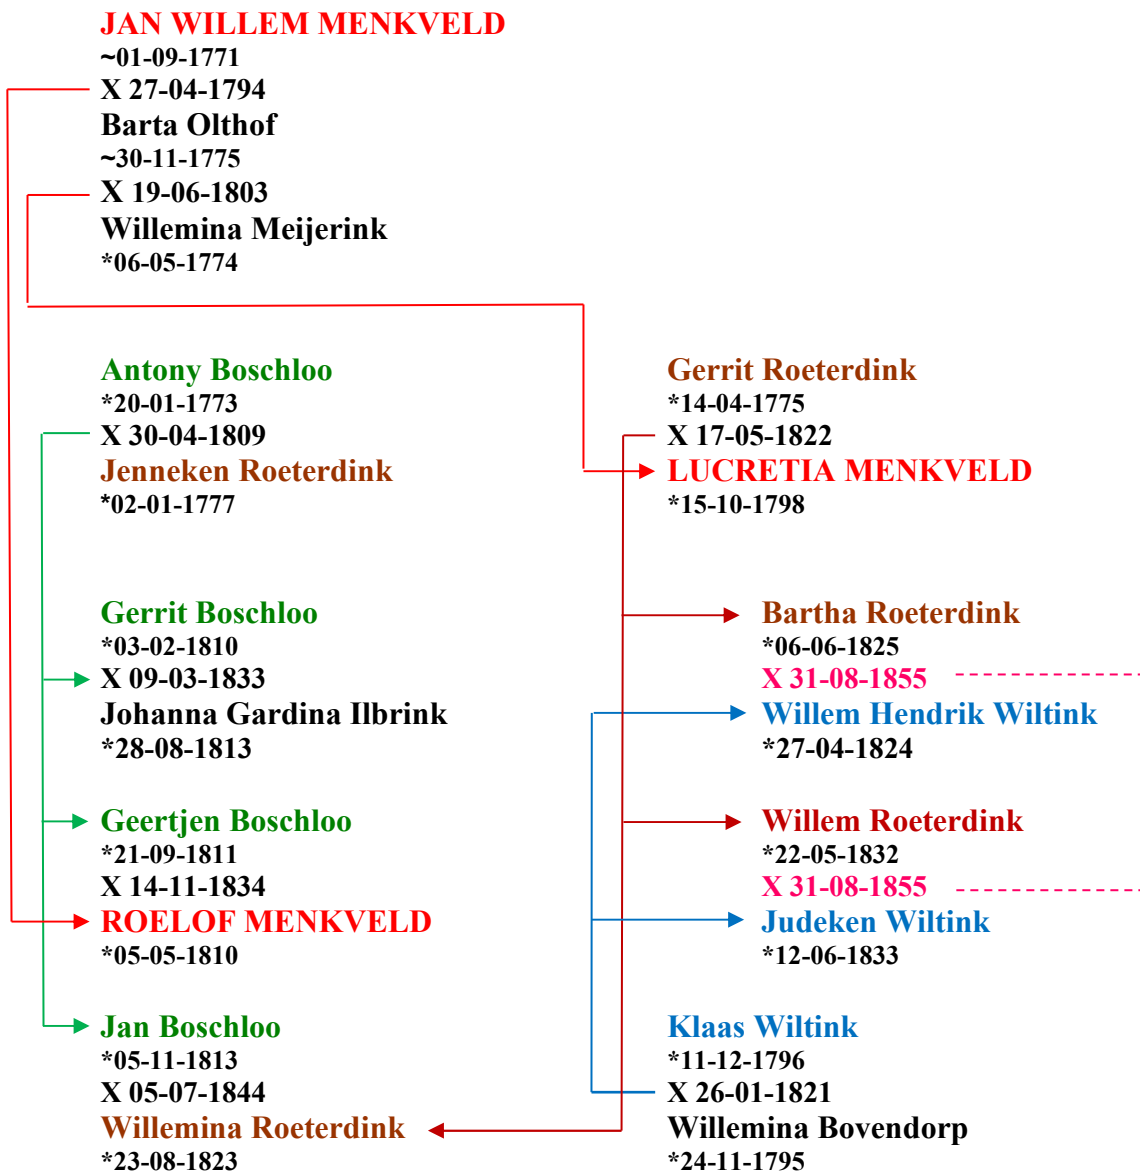 JAN WILLEM MENKVELD
~01-09-1771
X 27-04-1794
Barta Olthof
~30-11-1775
X 19-06-1803
Willemina Meijerink
*06-05-1774
Antony Boschloo
*20-01-1773
X 30-04-1809
Jenneken Roeterdink
*02-01-1777
Gerrit Roeterdink
*14-04-1775
X 17-05-1822
LUCRETIA MENKVELD
*15-10-1798
Gerrit Boschloo
*03-02-1810
X 09-03-1833
Johanna Gardina Ilbrink
*28-08-1813
Bartha Roeterdink
*06-06-1825
X 31-08-1855
Willem Hendrik Wiltink
*27-04-1824
Geertjen Boschloo
*21-09-1811
X 14-11-1834
ROELOF MENKVELD
*05-05-1810
Willem Roeterdink
*22-05-1832
X 31-08-1855
Judeken Wiltink
*12-06-1833
Jan Boschloo
*05-11-1813
X 05-07-1844
Willemina Roeterdink
*23-08-1823
Klaas Wiltink
*11-12-1796
X 26-01-1821
Willemina Bovendorp
*24-11-1795